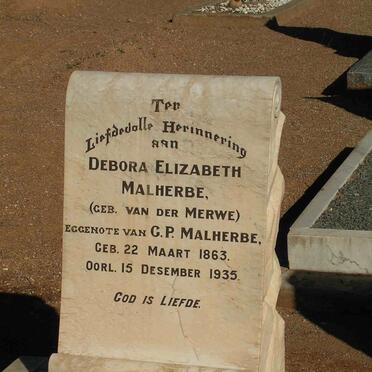 Ter
Liefdevolle Herinnering
aan
DEBORA ELIZABETH
MALHERBE,
(GEB. VAN DER MERWE)
EGGENOTE VAN G.P. MALHERBE,
GEB. 22 MAART 1863.
OORL. 15 DESEMBER 1935.
GOD IS LIEFDE.